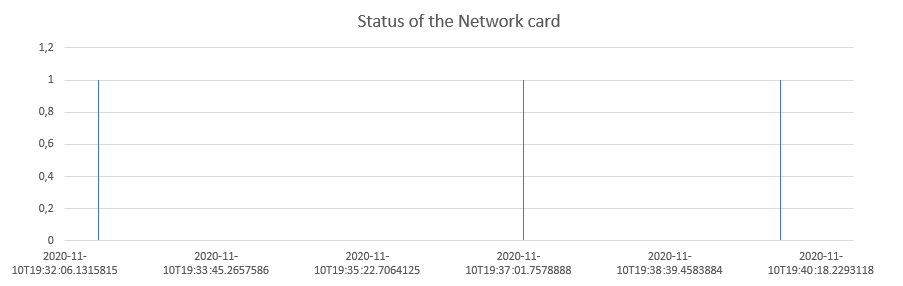 Status of the Network card
1,2
1
0,8
0,6
0,4
0,2
0
2020-11-
10T19:32:06.1315815
2020-11-
10T19:33:45.2657586
2020-11-
10T19:35:22.7064125
2020-11-
10T19:37:01.7578888
2020-11-
10T19:38:39.4583884
2020-11-
10T19:40:18.2293118